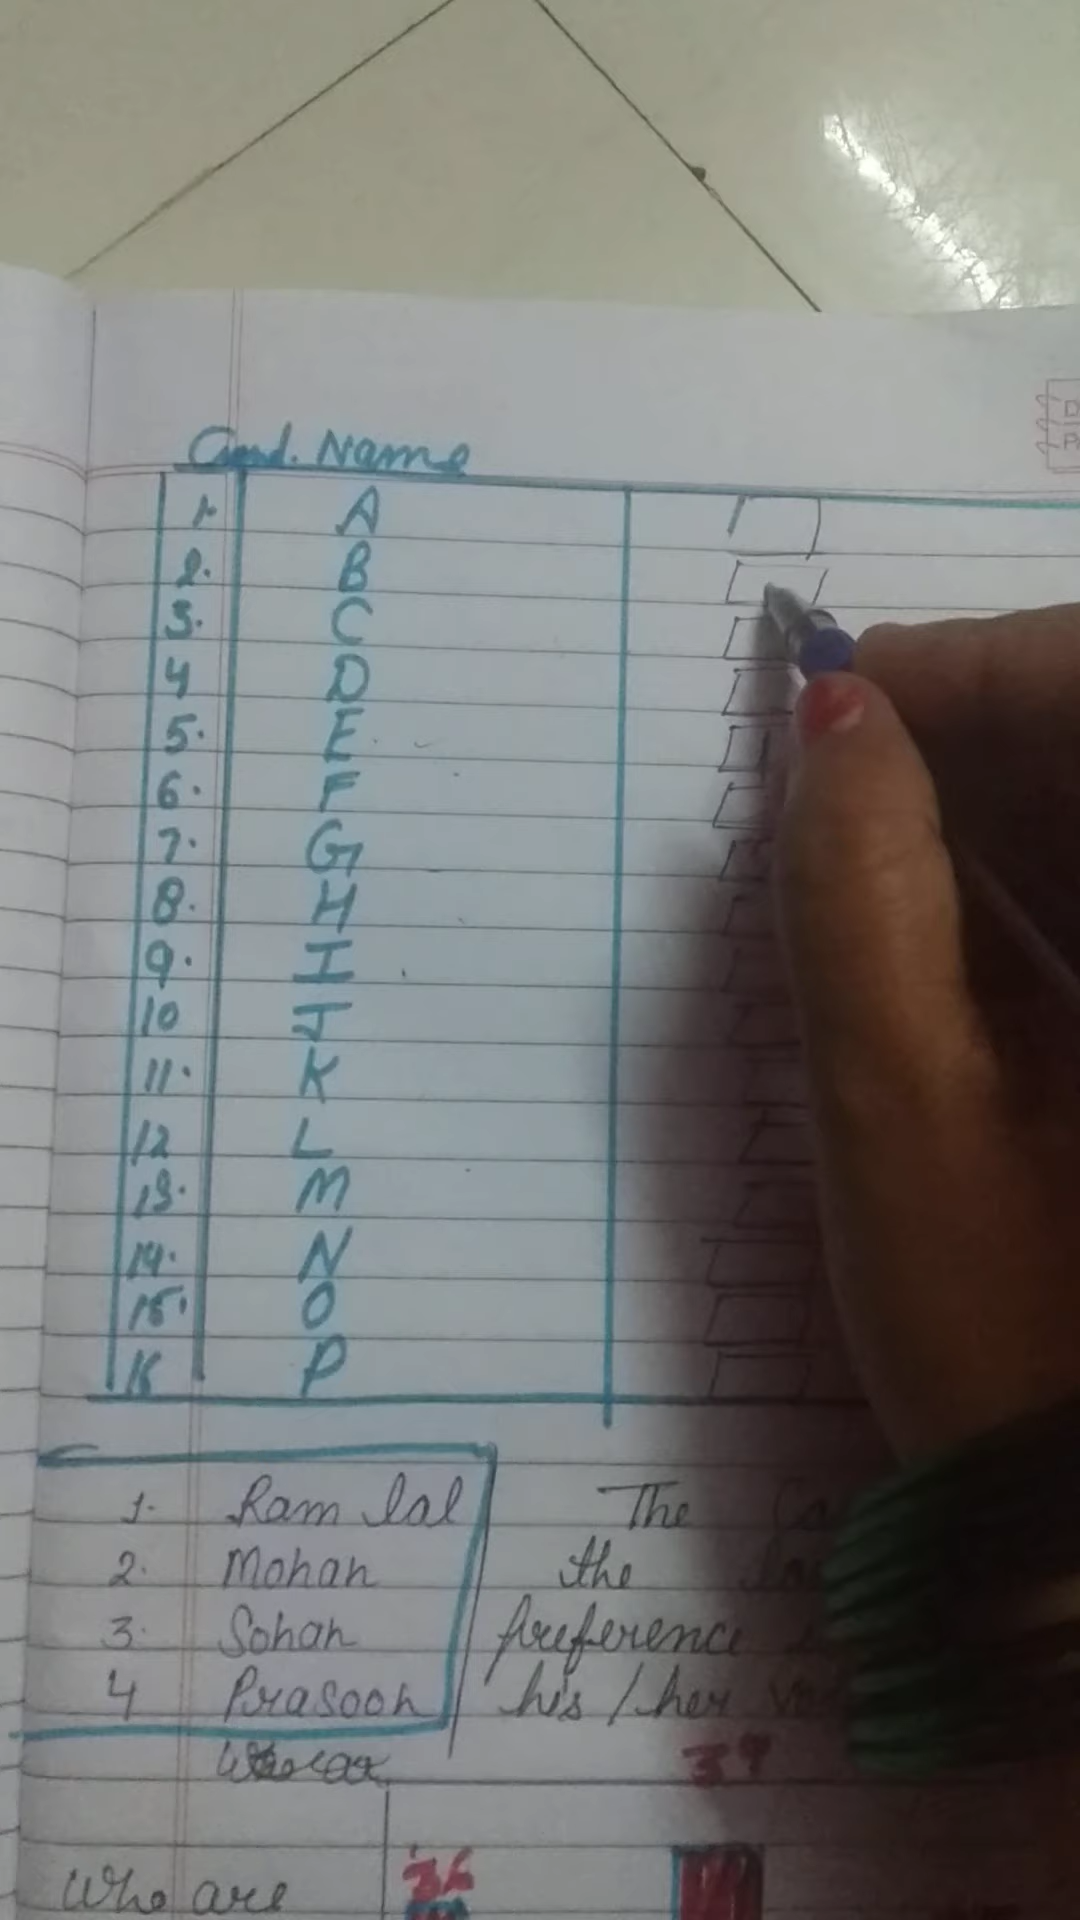 Cand. Name
1. A
2. B
3. C
4 D
5. E
6. F
7. G
8. H
9. I
10 J
11. K
12 L
13. M
14. N
15. O
16 P
1. Ram lal
2. Mohan
3. Sohan
4 Prasoon
The
the
preference
his / her
Who are